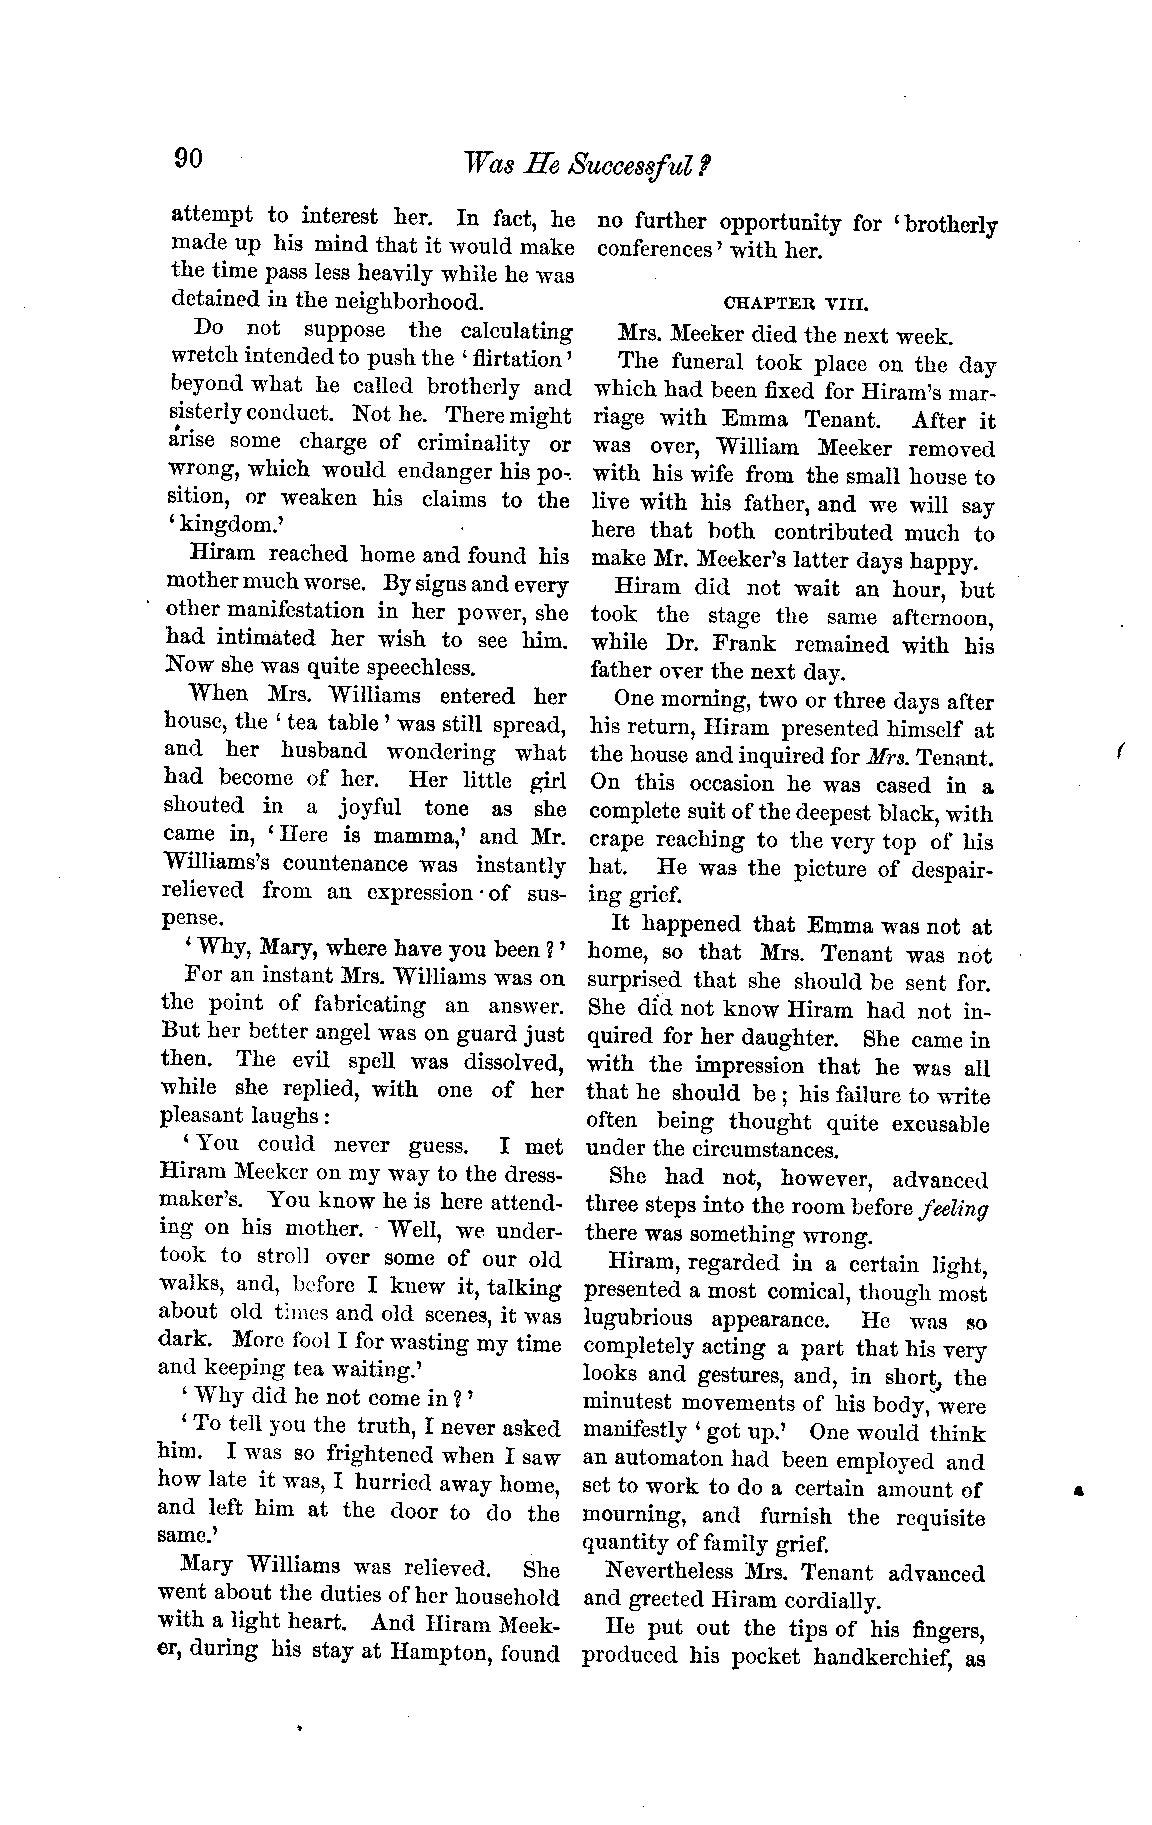 90
Was He Successful?
attempt to interest her. In fact, he
made up his mind that it would make
the time pass less heavily while he was
detained in the neighborhood.
Do not suppose the calculating
wretch intended to push the ‘flirtation’
beyond what he called brotherly and
sisterly conduct. Not he. There might
arise some charge of criminality or
wrong, which would endanger his po-
sition, or weaken his claims to the
‘kingdom.’
Hiram reached home and found his
mother much worse. By signs and every
other manifestation in her power, she
had intimated her wish to see him.
Now she was quite speechless.
When Mrs. Williams entered her
house, the ‘tea table’ was still spread,
and her husband wondering what
had become of her. Her little girl
shouted in a joyful tone as she
came in, ‘Here is mamma,’ and Mr.
Williams's countenance was instantly
relieved from an expression of sus-
pense.
‘Why, Mary, where have you been?’
For an instant Mrs. Williams was on
the point of fabricating an answer.
But her better angel was on guard just
then. The evil spell was dissolved,
while she replied, with one of her
pleasant laughs:
‘You could never guess. I met
Hiram Meeker on my way to the dress-
maker's. You know he is here attend-
ing on his mother. Well, we under-
took to stroll over some of our old
walks, and, before I knew it, talking
about old times and old scenes, it was
dark. More fool I for wasting my time
and keeping tea waiting.’
‘Why did he not come in?’
‘To tell you the truth, I never asked
him. I was so frightened when I saw
how late it was, I hurried away home,
and left him at the door to do the
same.’
Mary Williams was relieved. She
went about the duties of her household
with a light heart. And Hiram Meek-
er, during his stay at Hampton, found
no further opportunity for ‘brotherly
conferences’ with her.
CHAPTER VIII.
Mrs. Meeker died the next week.
The funeral took place on the day
which had been fixed for Hiram's mar-
riage with Emma Tenant. After it
was over, William Meeker removed
with his wife from the small house to
live with his father, and we will say
here that both contributed much to
make Mr. Meeker's latter days happy.
Hiram did not wait an hour, but
took the stage the same afternoon,
while Dr. Frank remained with his
father over the next day.
One morning, two or three days after
his return, Hiram presented himself at
the house and inquired for Mrs. Tenant.
On this occasion he was cased in a
complete suit of the deepest black, with
crape reaching to the very top of his
hat. He was the picture of despair-
ing grief.
It happened that Emma was not at
home, so that Mrs. Tenant was not
surprised that she should be sent for.
She did not know Hiram had not in-
quired for her daughter. She came in
with the impression that he was all
that he should be; his failure to write
often being thought quite excusable
under the circumstances.
She had not, however, advanced
three steps into the room before feeling
there was something wrong.
Hiram, regarded in a certain light,
presented a most comical, though most
lugubrious appearance. He was so
completely acting a part that his very
looks and gestures, and, in short, the
minutest movements of his body, were
manifestly ‘got up.’ One would think
an automaton had been employed and
set to work to do a certain amount of
mourning, and furnish the requisite
quantity of family grief.
Nevertheless Mrs. Tenant advanced
and greeted Hiram cordially.
He put out the tips of his fingers,
produced his pocket handkerchief, as